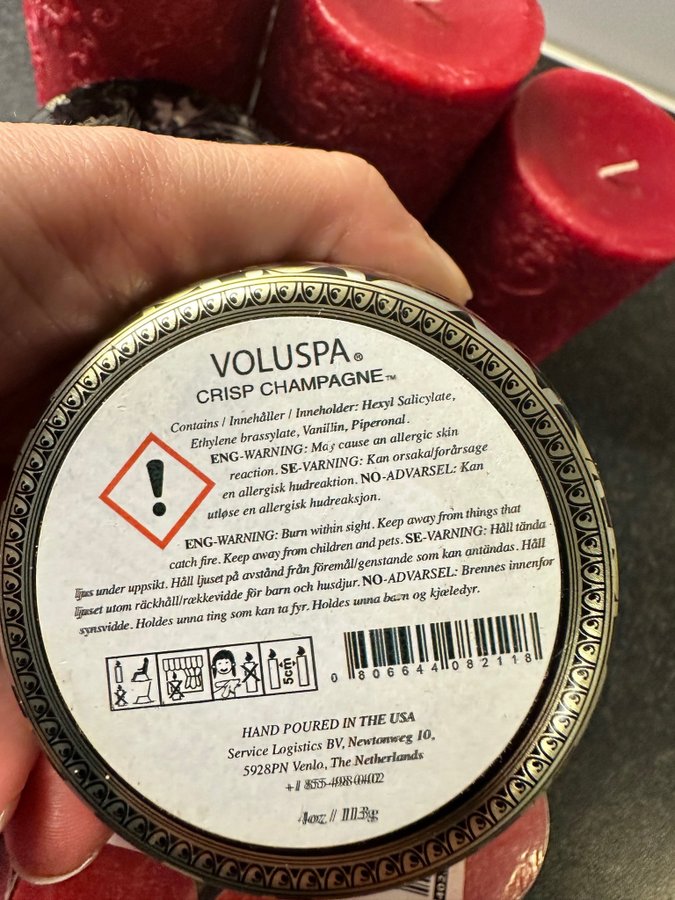 VOLUSPA®
CRISP CHAMPAGNE™
Contains / Innehåller / Inneholder: Hexyl Salicylate,
Ethylene brassylate, Vanillin, Piperonal.
ENG-WARNING: May cause an allergic skin
reaction. SE-VARNING: Kan orsaka/forårsage
en allergisk hudreaktion. NO-ADVARSEL: Kan
utløse en allergisk hudreaksjon.
ENG-WARNING: Burn within sight. Keep away from things that
catch fire. Keep away from children and pets. SE-VARNING: Håll tända
ljus under uppsikt. Håll ljuset på avstånd från föremål/genstande som kan antändas. Håll
ljuset utom räckhåll/rækkevidde för barn och husdjur. NO-ADVARSEL: Brennes innenfor
synsvidde. Holdes unna ting som kan ta fyr. Holdes unna barn og kjæledyr.
5cm
0 806644 082118
HAND POURED IN THE USA
Service Logistics BV, Newtonweg 10,
5928PN Venlo, The Netherlands
+1 855-498-0402
4oz // 113g